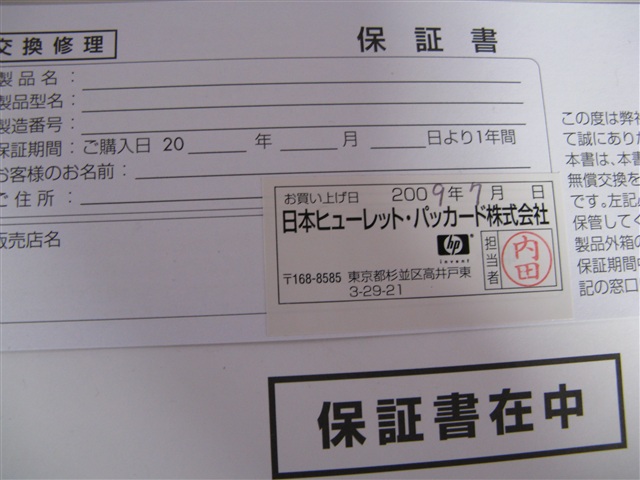 交換修理
保証書
製品名：
製品型名：
製造番号：
保証期間：ご購入日 20 年 月 日より1年間
お客様のお名前：
ご住所：
販売店名
この度は弊社
て誠にありが
本書は、本書
無償交換を
です。左記
保管してく
製品外箱の
保証期間中
記の窓口
お買い上げ日 2009年7月 日
日本ヒューレット・パッカード株式会社
hp
invent
担当者
内田
〒168-8585 東京都杉並区高井戸東
3-29-21
保証書在中